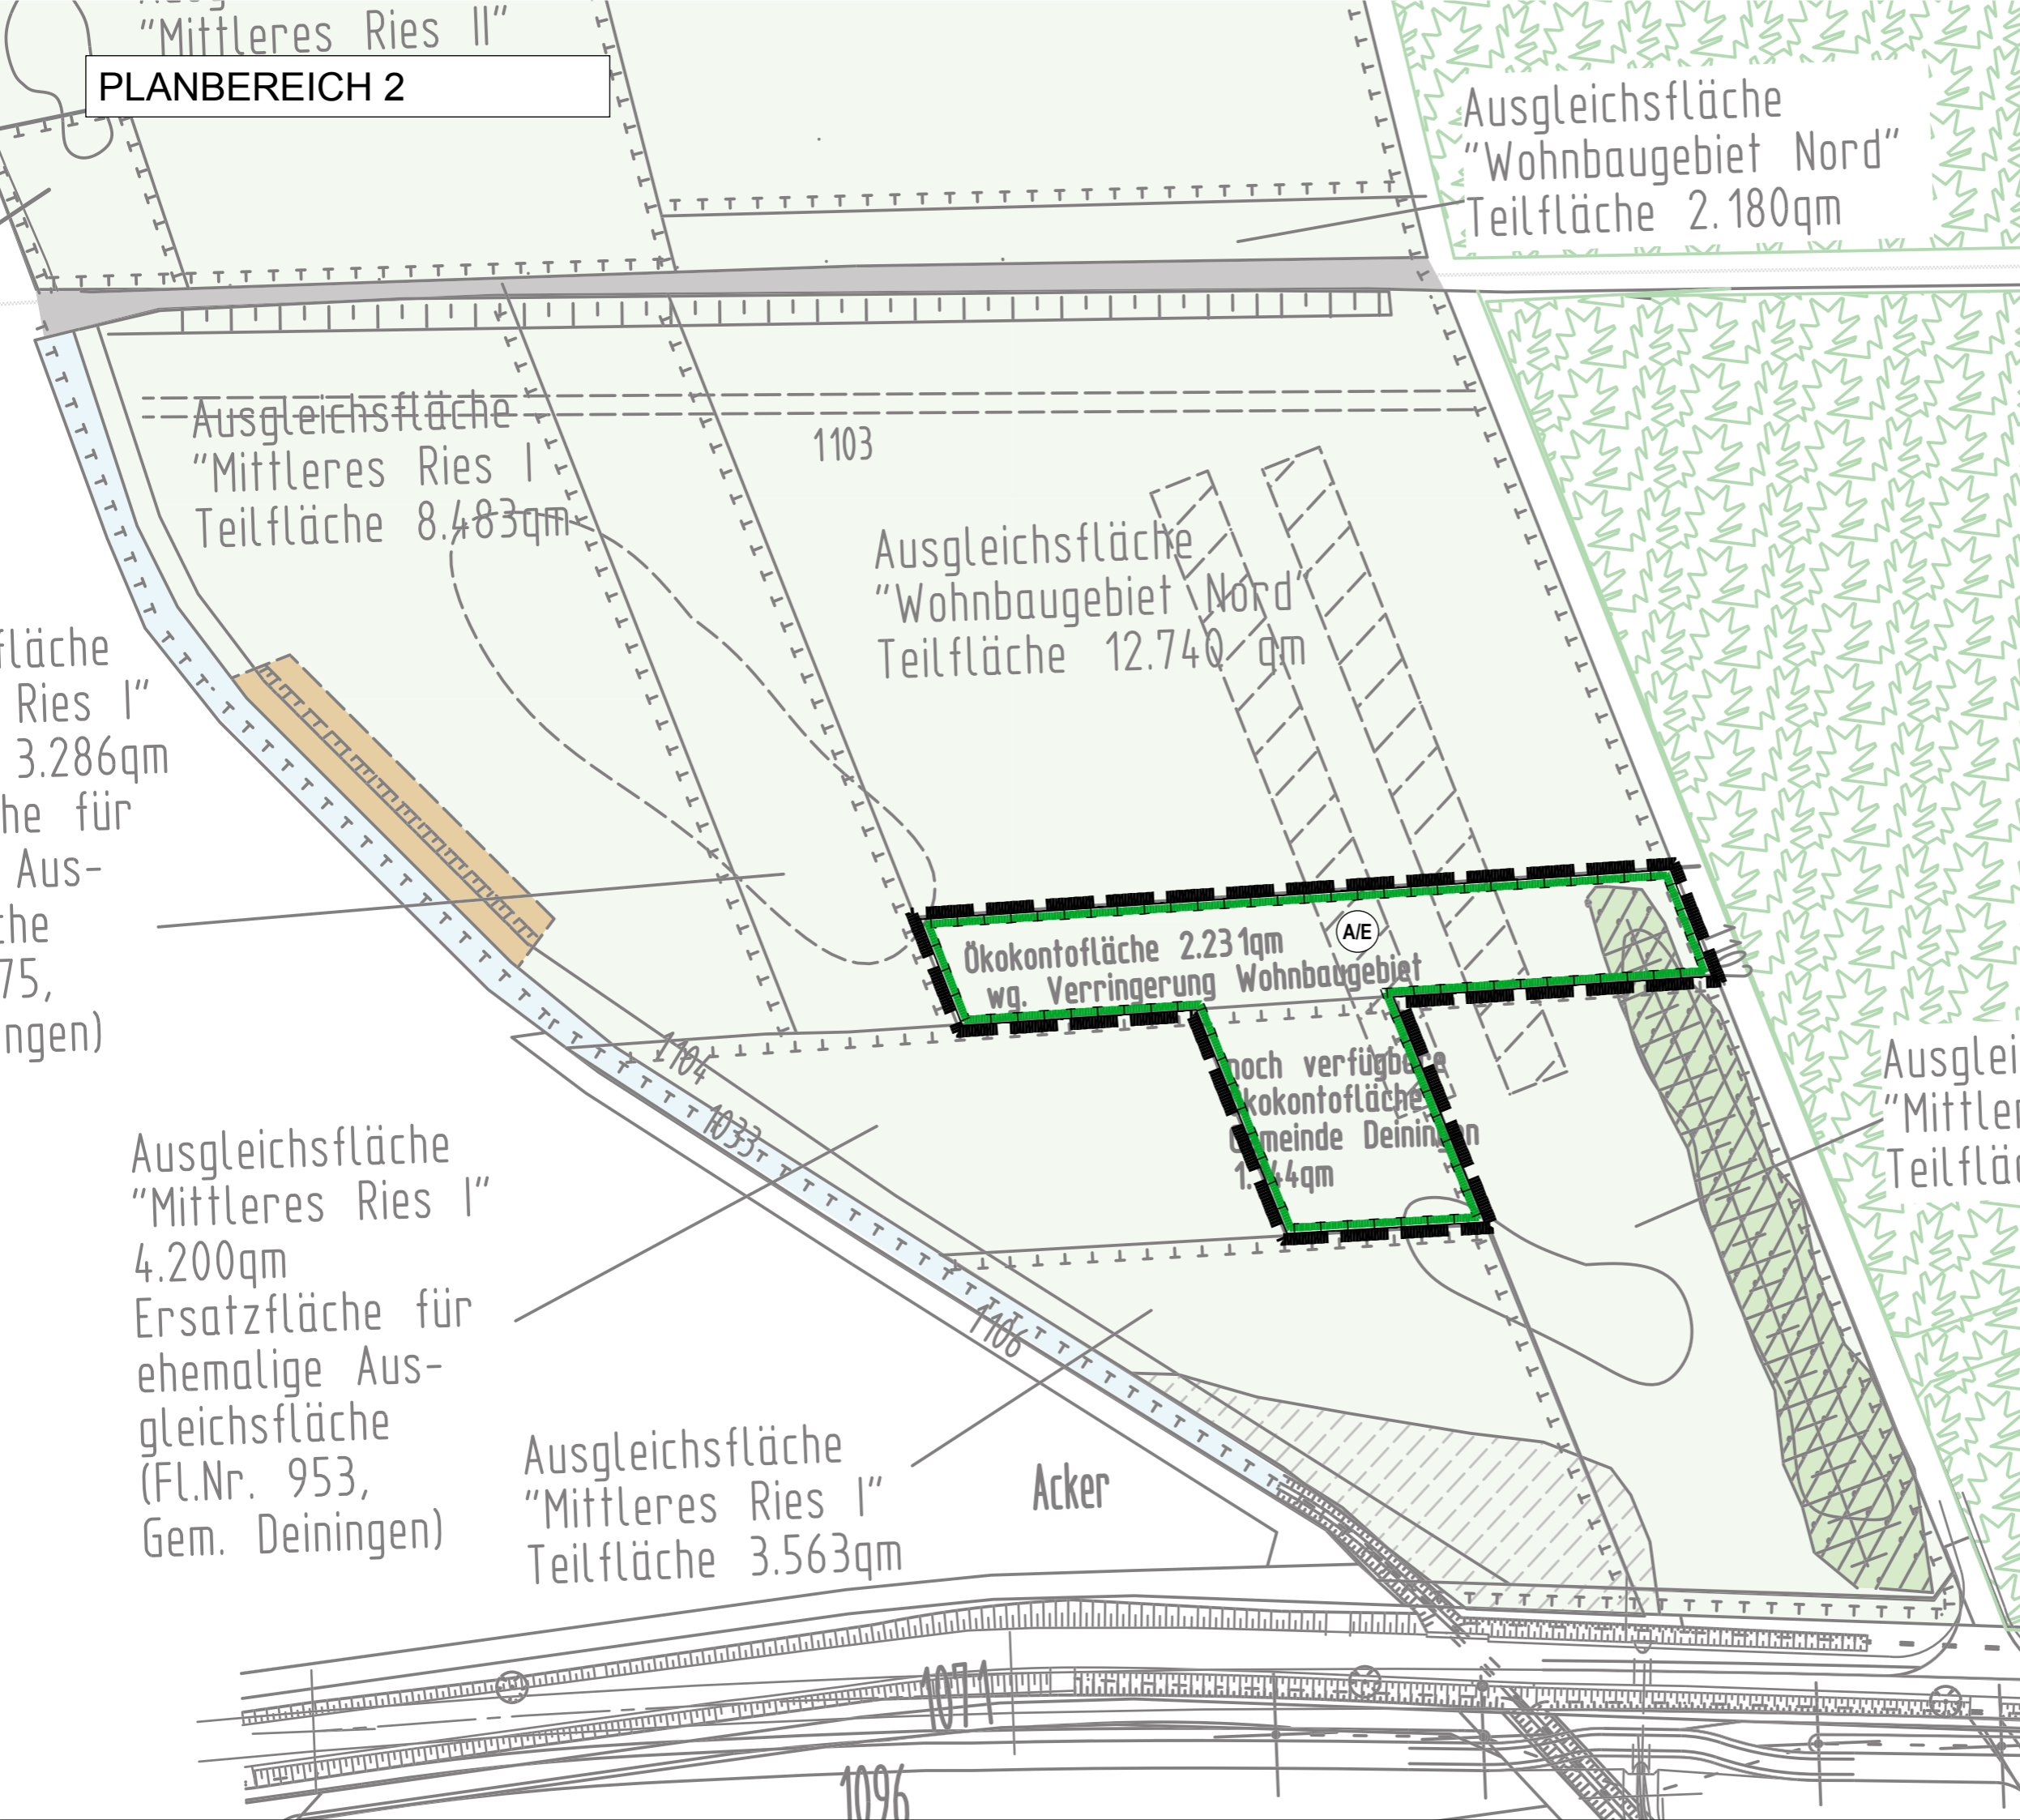 "Mittleres Ries II"
PLANBEREICH 2
Ausgleichsfläche
"Wohnbaugebiet Nord"
Teilfläche 2.180qm
Ausgleichsfläche
"Mittleres Ries I
Teilfläche 8.483qm
1103
Ausgleichsfläche
"Wohnbaugebiet Nord"
Teilfläche 12.740 qm
fläche
Ries I"
3.286qm
he für
Aus-
che
75,
ngen)
Ökokontofläche 2.231qm
wg. Verringerung Wohnbaugebiet
A/E
noch verfügbare
Ökokontofläche
Gemeinde Deiningen
1104
1033
1106
Ausglei
"Mittler
Teilflä
Ausgleichsfläche
"Mittleres Ries I"
4.200qm
Ersatzfläche für
ehemalige Aus-
gleichsfläche
(Fl.Nr. 953,
Gem. Deiningen)
Ausgleichsfläche
"Mittleres Ries I"
Teilfläche 3.563qm
Acker
1071
1096